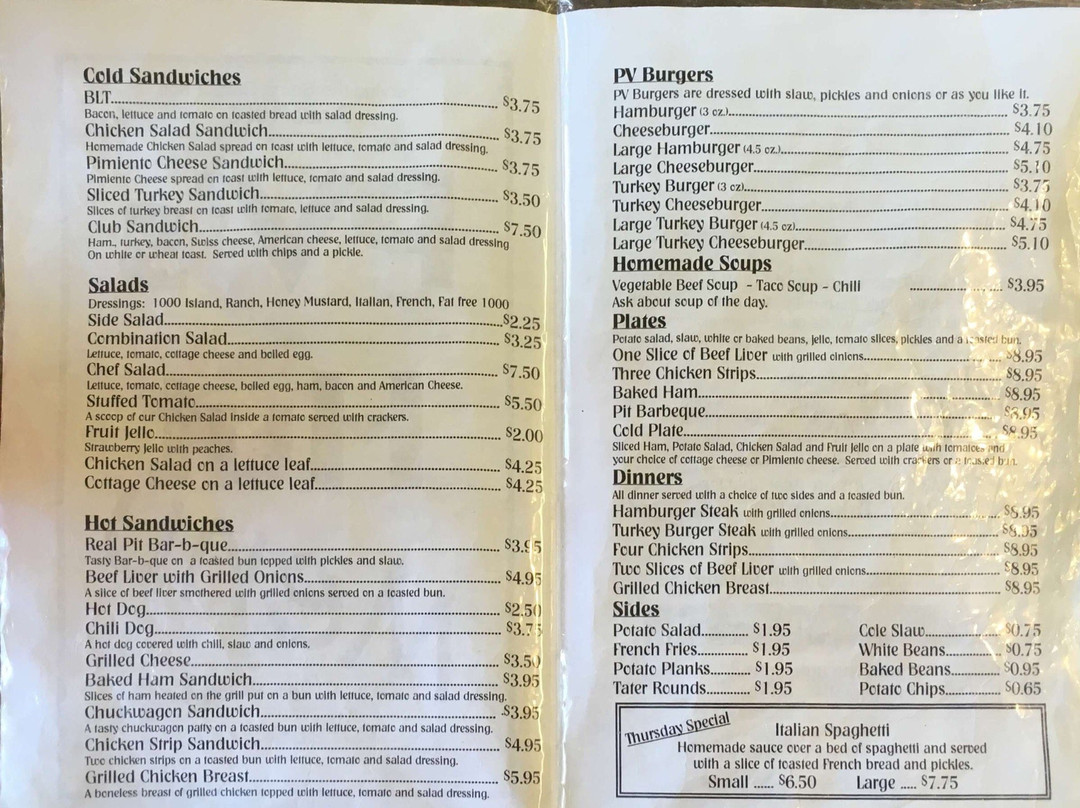 Cold Sandwiches
BLT........ $3.75
Bacon, lettuce and tomato on toasted bread with salad dressing.
Chicken Salad Sandwich........ $3.75
Homemade Chicken Salad spread on toast with lettuce, tomato and salad dressing.
Pimiento Cheese Sandwich........ $3.75
Pimiento Cheese spread on toast with lettuce, tomato and salad dressing.
Sliced Turkey Sandwich........ $3.50
Slices of turkey breast on toast with tomato, lettuce and salad dressing.
Club Sandwich........ $7.50
Ham., turkey, bacon, Swiss cheese, American cheese, lettuce, tomato and salad dressing
On white or wheat toast. Served with chips and a pickle.
Salads
Dressings: 1000 Island, Ranch, Honey Mustard, Italian, French, Fat free 1000
Side Salad........ $2.25
Combination Salad........ $3.25
Lettuce, tomato, cottage cheese and boiled egg.
Chef Salad........ $7.50
Lettuce, tomato, cottage cheese, boiled egg, ham, bacon and American Cheese.
Stuffed Tomato........ $5.50
A scoop of our Chicken Salad inside a tomato served with crackers.
Fruit Jello........ $2.00
Strawberry Jello with peaches.
Chicken Salad on a lettuce leaf........ $4.25
Cottage Cheese on a lettuce leaf........ $4.25
Hot Sandwiches
Real Pit Bar-b-que........ $3.95
Tasty Bar-b-que on a toasted bun topped with pickles and slaw.
Beef Liver with Grilled Onions........ $4.95
A slice of beef liver smothered with grilled onions served on a toasted bun.
Hot Dog........ $2.50
Chili Dog........ $3.75
A hot dog covered with chili, slaw and onions.
Grilled Cheese........ $3.50
Baked Ham Sandwich........ $3.95
Slices of ham heated on the grill put on a bun with lettuce, tomato and salad dressing.
Chuckwagon Sandwich........ $3.95
A tasty chuckwagon patty on a toasted bun with lettuce, tomato and salad dressing.
Chicken Strip Sandwich........ $4.95
Two chicken strips on a toasted bun with lettuce, tomato and salad dressing.
Grilled Chicken Breast........ $5.95
A boneless breast of grilled chicken topped with lettuce, tomato and salad dressing.
PV Burgers
PV Burgers are dressed with slaw, pickles and onions or as you like it.
Hamburger (3 oz.)........ $3.75
Cheeseburger........ $4.10
Large Hamburger (4.5 oz.)........ $4.75
Large Cheeseburger........ $5.10
Turkey Burger (3 oz)........ $3.75
Turkey Cheeseburger........ $4.10
Large Turkey Burger (4.5 oz)........ $4.75
Large Turkey Cheeseburger........ $5.10
Homemade Soups
Vegetable Beef Soup - Taco Soup - Chili ........ $3.95
Ask about soup of the day.
Plates
Potato salad, slaw, white or baked beans, jello, tomato slices, pickles and a toasted bun.
One Slice of Beef Liver with grilled oinions........ $8.95
Three Chicken Strips........ $8.95
Baked Ham........ $8.95
Pit Barbeque........ $8.95
Cold Plate........ $8.95
Sliced Ham, Potato Salad, Chicken Salad and Fruit Jello on a plate with tomatoes and
your choice of cottage cheese or Pimiento cheese. Served with crackers or a toasted bun.
Dinners
All dinner served with a choice of two sides and a toasted bun.
Hamburger Steak with grilled onions........ $8.95
Turkey Burger Steak with grilled onions........ $8.95
Four Chicken Strips........ $8.95
Two Slices of Beef Liver with grilled onions........ $8.95
Grilled Chicken Breast........ $8.95
Sides
Potato Salad........ $1.95 Cole Slaw........ $0.75
French Fries........ $1.95 White Beans........ $0.75
Potato Planks........ $1.95 Baked Beans........ $0.95
Tater Rounds........ $1.95 Potato Chips........ $0.65
Thursday Special
Italian Spaghetti
Homemade sauce over a bed of spaghetti and served
with a slice of toasted French bread and pickles.
Small ...... $6.50 Large ..... $7.75